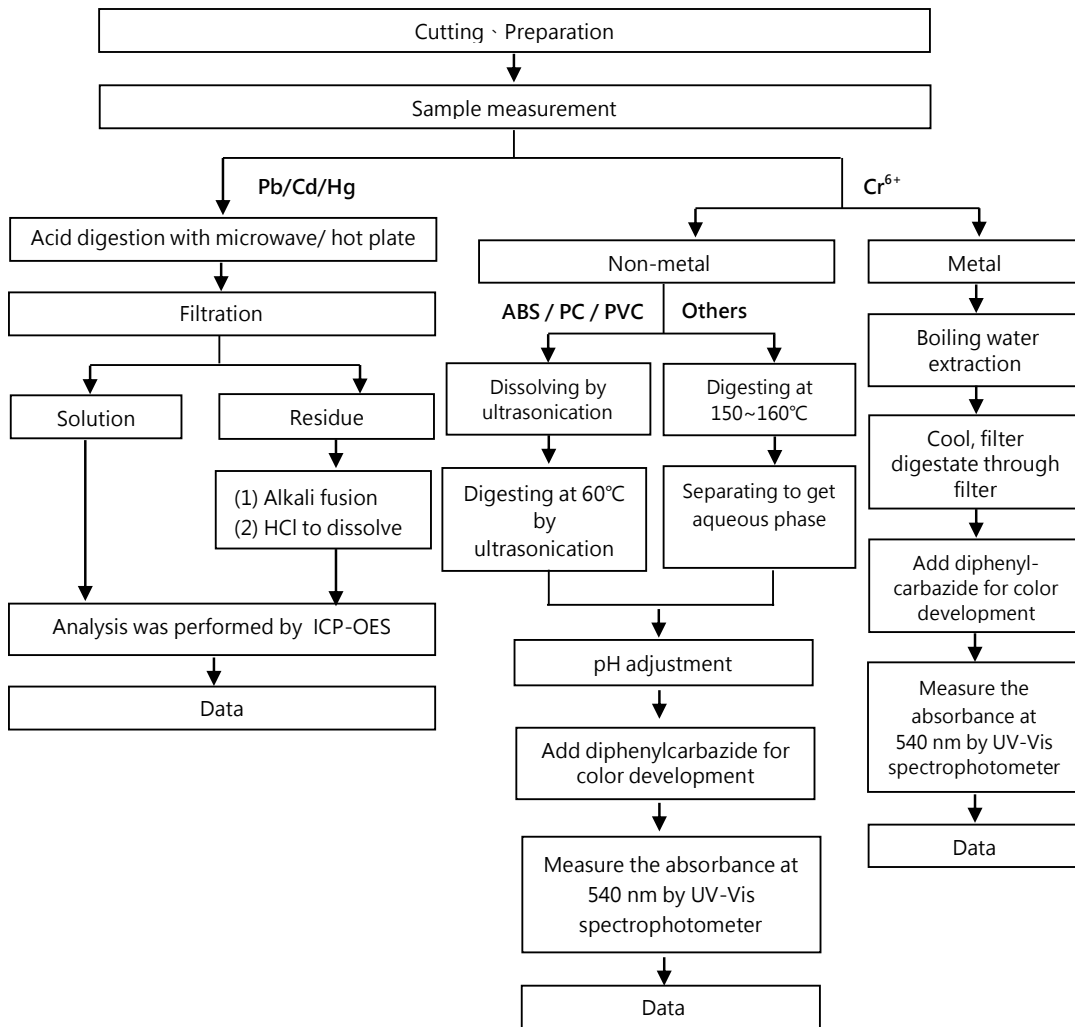 Cutting、Preparation
Sample measurement
Pb/Cd/Hg
Cr⁶⁺
Acid digestion with microwave/ hot plate
Filtration
Solution
Residue
(1) Alkali fusion
(2) HCl to dissolve
Analysis was performed by ICP-OES
Data
Non-metal
ABS / PC / PVC
Others
Dissolving by
ultrasonication
Digesting at
150~160℃
Digesting at 60℃
by
ultrasonication
Separating to get
aqueous phase
pH adjustment
Add diphenylcarbazide for
color development
Measure the absorbance at
540 nm by UV-Vis
spectrophotometer
Data
Metal
Boiling water
extraction
Cool, filter
digestate through
filter
Add diphenyl-
carbazide for color
development
Measure the
absorbance at
540 nm by UV-Vis
spectrophotometer
Data